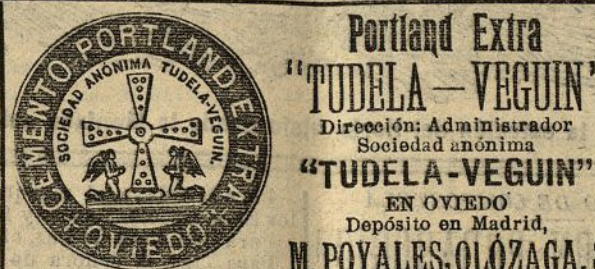 CEMENTO PORTLAND EXTRA
OVIEDO
SOCIEDAD ANÓNIMA TUDELA-VEGUIN.
Portland Extra
"TUDELA — VEGUIN"
Dirección: Administrador
Sociedad anónima
"TUDELA-VEGUIN"
EN OVIEDO
Depósito en Madrid,
M. POYALES, OLÓZAGA,